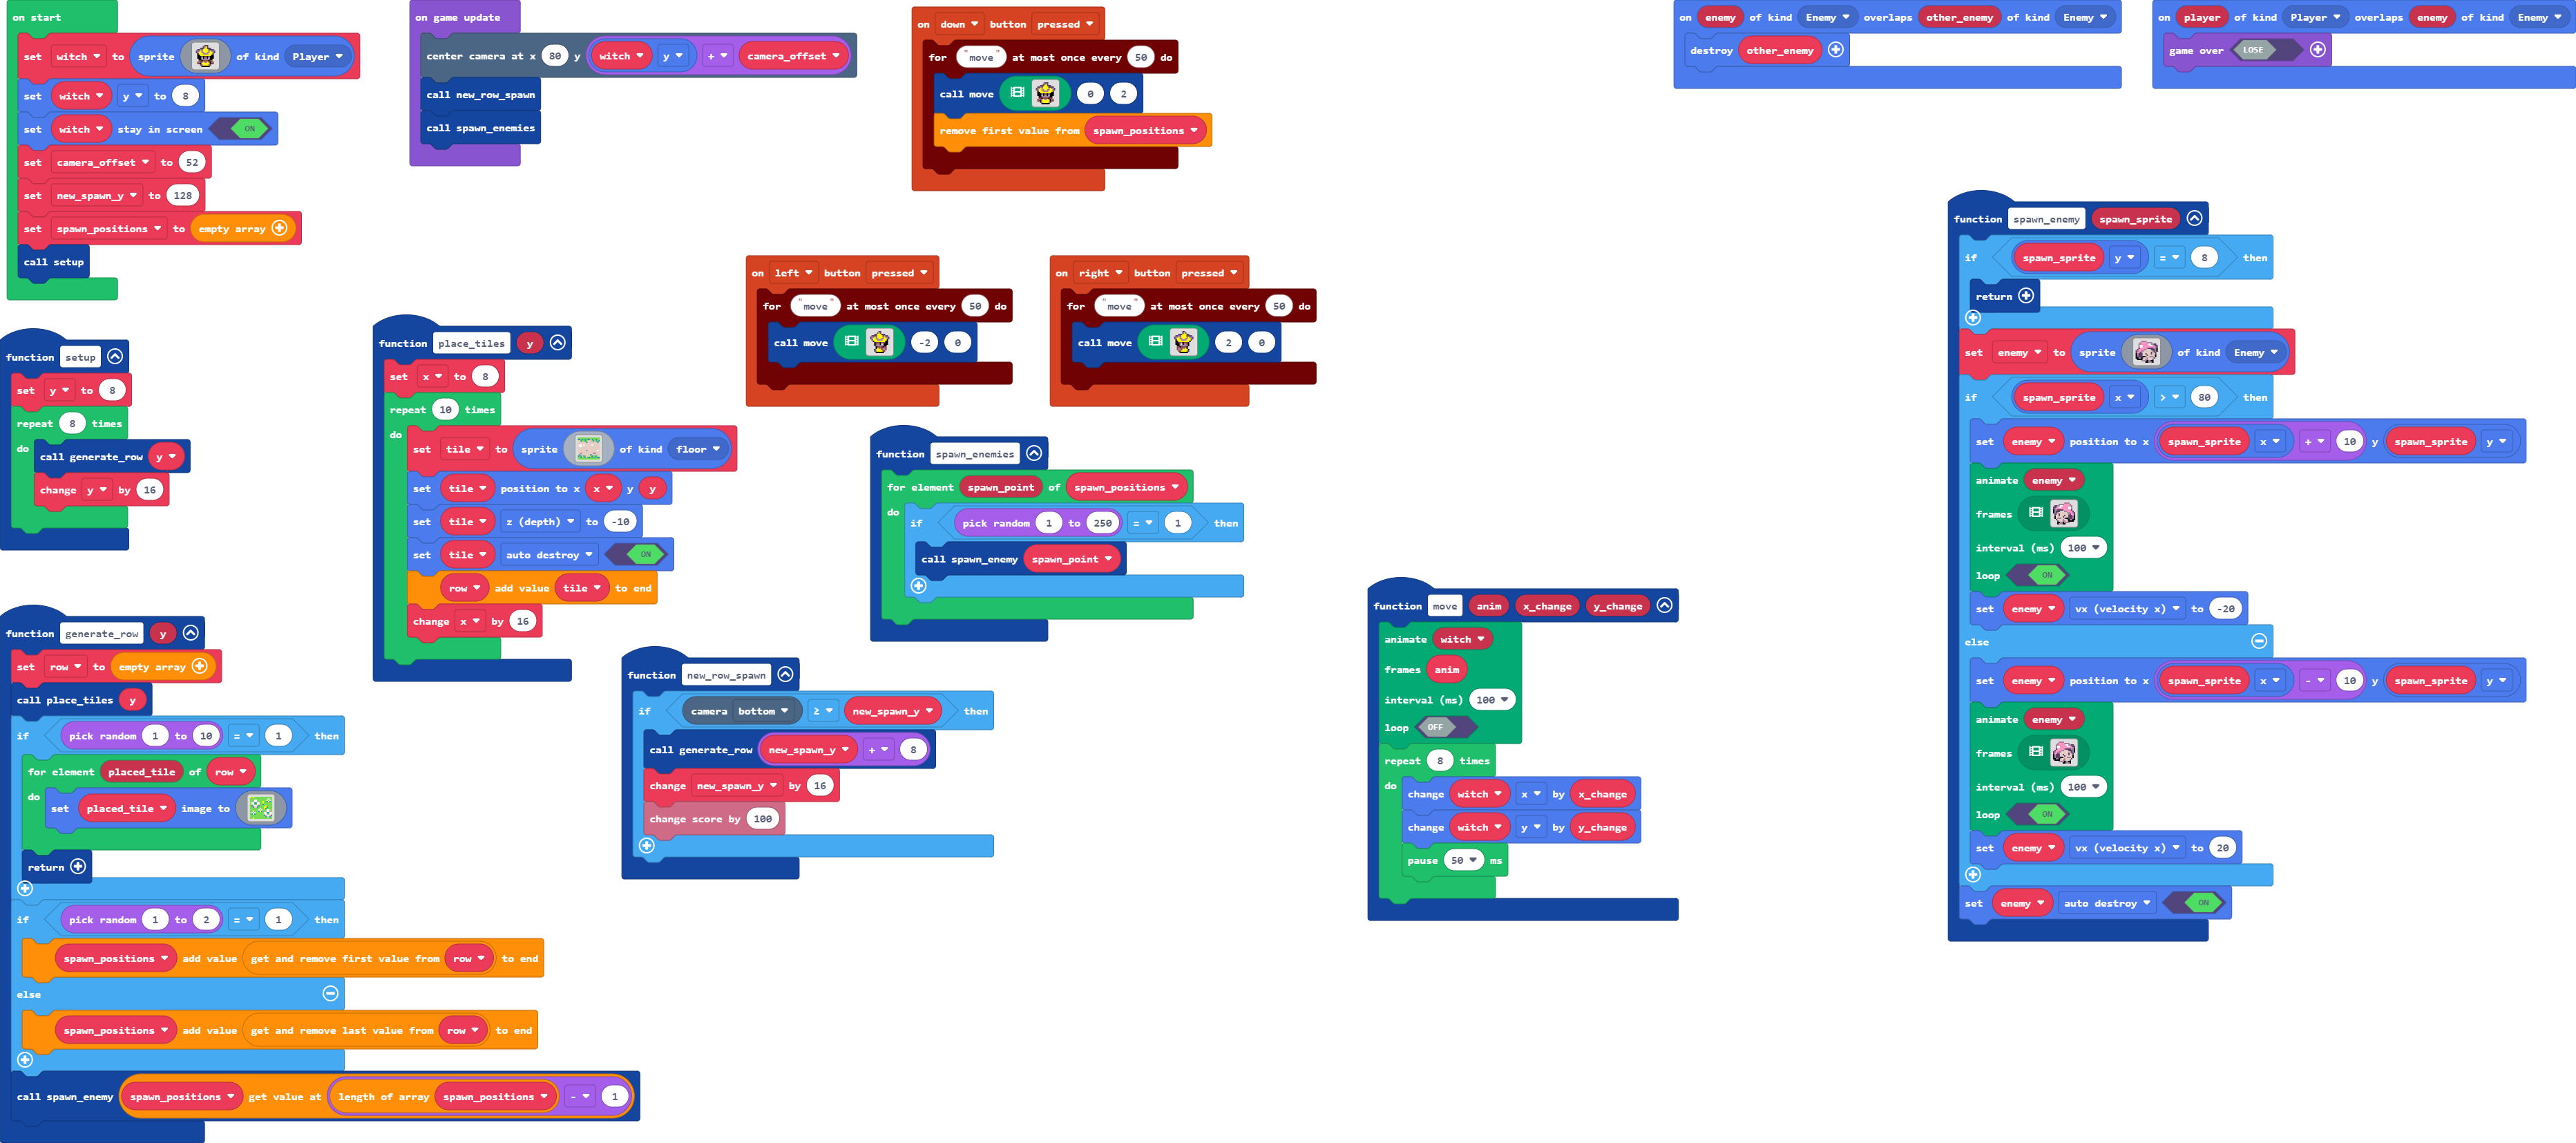 on start
set witch to sprite of kind Player
set witch y to 8
set witch stay in screen ON
set camera_offset to 52
set new_spawn_y to 128
set spawn_positions to empty array
call setup
on game update
center camera at x 80 y witch y + camera_offset
call new_row_spawn
call spawn_enemies
on down button pressed
for "move" at most once every 50 do
call move 0 2
remove first value from spawn_positions
on enemy of kind Enemy overlaps other_enemy of kind Enemy
destroy other_enemy
on player of kind Player overlaps enemy of kind Enemy
game over LOSE
on left button pressed
for "move" at most once every 50 do
call move -2 0
on right button pressed
for "move" at most once every 50 do
call move 2 0
function setup
set y to 8
repeat 8 times
do call generate_row y
change y by 16
function place_tiles y
set x to 8
repeat 10 times
do set tile to sprite of kind floor
set tile position to x x y y
set tile z (depth) to -10
set tile auto destroy ON
row add value tile to end
change x by 16
function spawn_enemies
for element spawn_point of spawn_positions
do if pick random 1 to 250 = 1 then
call spawn_enemy spawn_point
function generate_row y
set row to empty array
call place_tiles y
if pick random 1 to 10 = 1 then
for element placed_tile of row
do set placed_tile image to
return
if pick random 1 to 2 = 1 then
spawn_positions add value get and remove first value from row to end
else
spawn_positions add value get and remove last value from row to end
call spawn_enemy spawn_positions get value at length of array spawn_positions - 1
function new_row_spawn
if camera bottom ≥ new_spawn_y then
call generate_row new_spawn_y + 8
change new_spawn_y by 16
change score by 100
function move anim x_change y_change
animate witch
frames anim
interval (ms) 100
loop OFF
repeat 8 times
do change witch x by x_change
change witch y by y_change
pause 50 ms
function spawn_enemy spawn_sprite
if spawn_sprite y = 8 then
return
set enemy to sprite of kind Enemy
if spawn_sprite x > 80 then
set enemy position to x spawn_sprite x + 10 y spawn_sprite y
animate enemy
frames
interval (ms) 100
loop ON
set enemy vx (velocity x) to -20
else
set enemy position to x spawn_sprite x - 10 y spawn_sprite y
animate enemy
frames
interval (ms) 100
loop ON
set enemy vx (velocity x) to 20
set enemy auto destroy ON